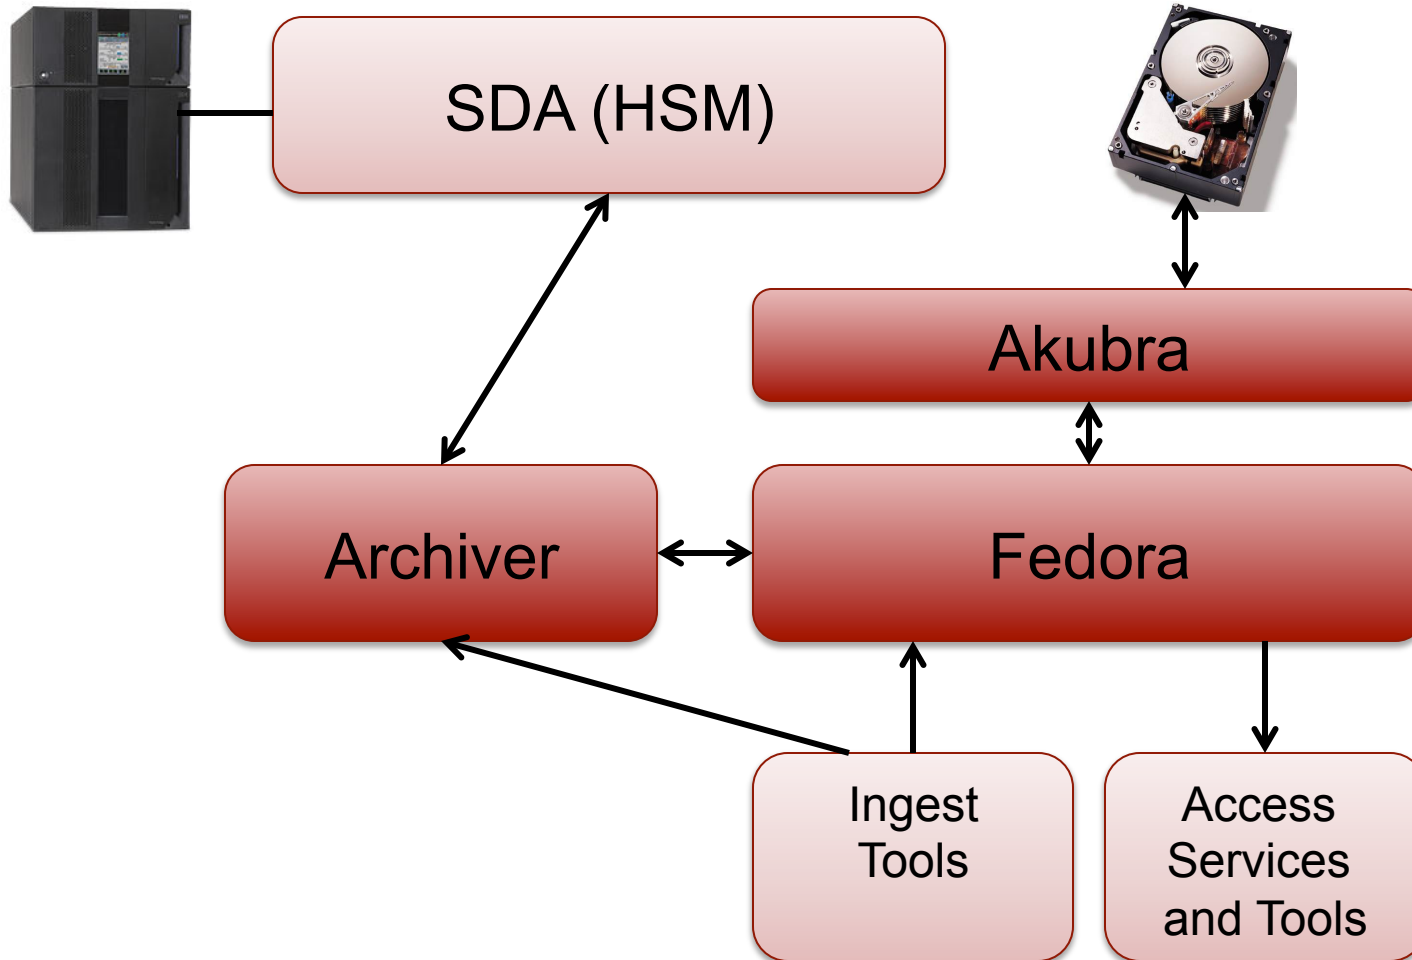 SDA (HSM)
Akubra
Archiver
Fedora
Ingest
Tools
Access
Services
and Tools